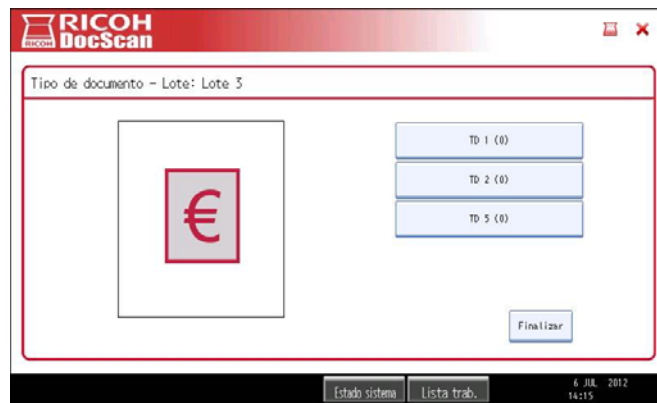 RICOH
RICOH DocScan
Tipo de documento - Lote: Lote 3
€
TD 1 (0)
TD 2 (0)
TD 5 (0)
Finalizar
Estado sistema
Lista trab.
6 JUL 2012
14:15